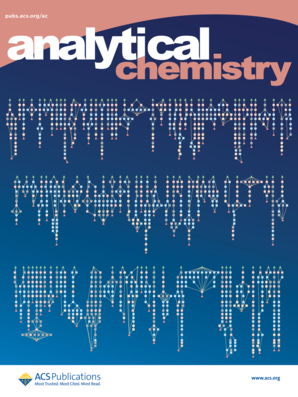 pubs.acs.org/ac
analytical
chemistry
ACS Publications
Most Trusted. Most Cited. Most Read.
www.acs.org